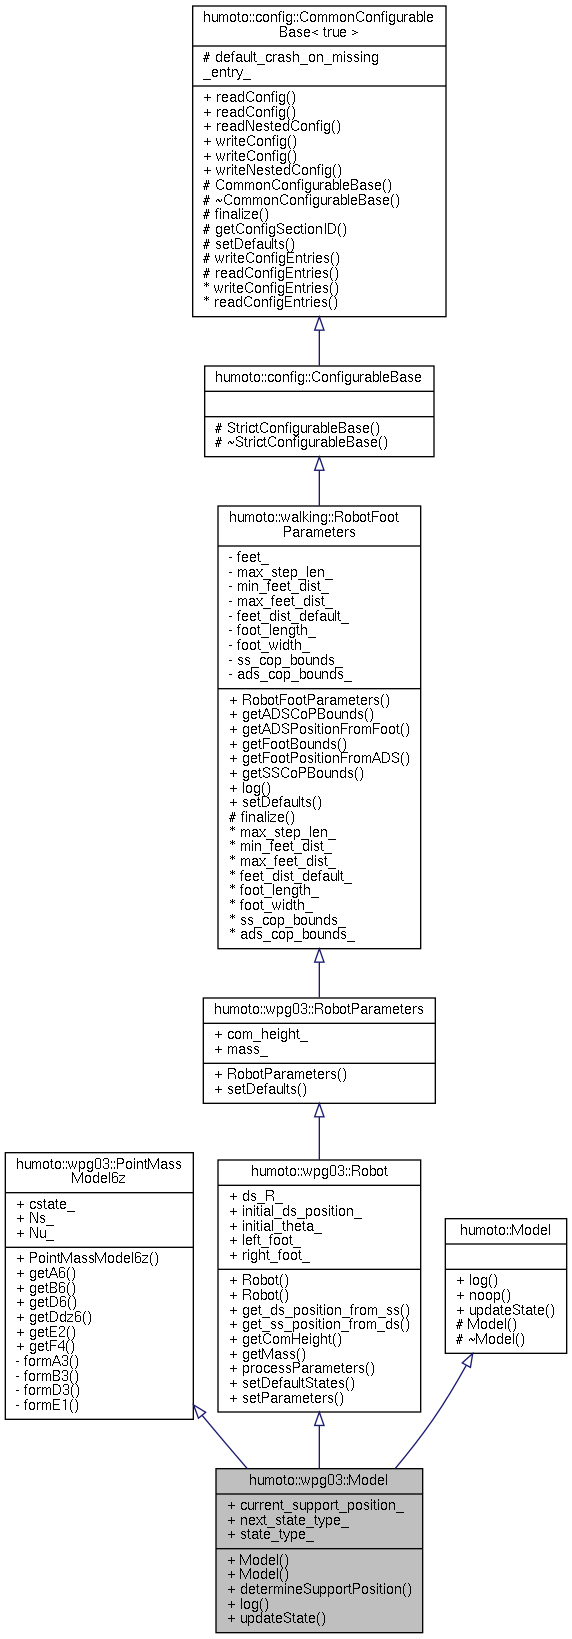 humoto::config::CommonConfigurable
Base< true >
# default_crash_on_missing
_entry_
+ readConfig()
+ readConfig()
+ readNestedConfig()
+ writeConfig()
+ writeConfig()
+ writeNestedConfig()
# CommonConfigurableBase()
# ~CommonConfigurableBase()
# finalize()
# getConfigSectionID()
# setDefaults()
# writeConfigEntries()
# readConfigEntries()
* writeConfigEntries()
* readConfigEntries()
humoto::config::ConfigurableBase
# StrictConfigurableBase()
# ~StrictConfigurableBase()
humoto::walking::RobotFoot
Parameters
- feet_
- max_step_len_
- min_feet_dist_
- max_feet_dist_
- feet_dist_default_
- foot_length_
- foot_width_
- ss_cop_bounds_
- ads_cop_bounds_
+ RobotFootParameters()
+ getADSCoPBounds()
+ getADSPositionFromFoot()
+ getFootBounds()
+ getFootPositionFromADS()
+ getSSCoPBounds()
+ log()
+ setDefaults()
# finalize()
* max_step_len_
* min_feet_dist_
* max_feet_dist_
* feet_dist_default_
* foot_length_
* foot_width_
* ss_cop_bounds_
* ads_cop_bounds_
humoto::wpg03::RobotParameters
+ com_height_
+ mass_
+ RobotParameters()
+ setDefaults()
humoto::wpg03::PointMass
Model6z
+ cstate_
+ Ns_
+ Nu_
+ PointMassModel6z()
+ getA6()
+ getB6()
+ getD6()
+ getDdz6()
+ getE2()
+ getF4()
- formA3()
- formB3()
- formD3()
- formE1()
humoto::wpg03::Robot
+ ds_R_
+ initial_ds_position_
+ initial_theta_
+ left_foot_
+ right_foot_
+ Robot()
+ Robot()
+ get_ds_position_from_ss()
+ get_ss_position_from_ds()
+ getComHeight()
+ getMass()
+ processParameters()
+ setDefaultStates()
+ setParameters()
humoto::Model
+ log()
+ noop()
+ updateState()
# Model()
# ~Model()
humoto::wpg03::Model
+ current_support_position_
+ next_state_type_
+ state_type_
+ Model()
+ Model()
+ determineSupportPosition()
+ log()
+ updateState()